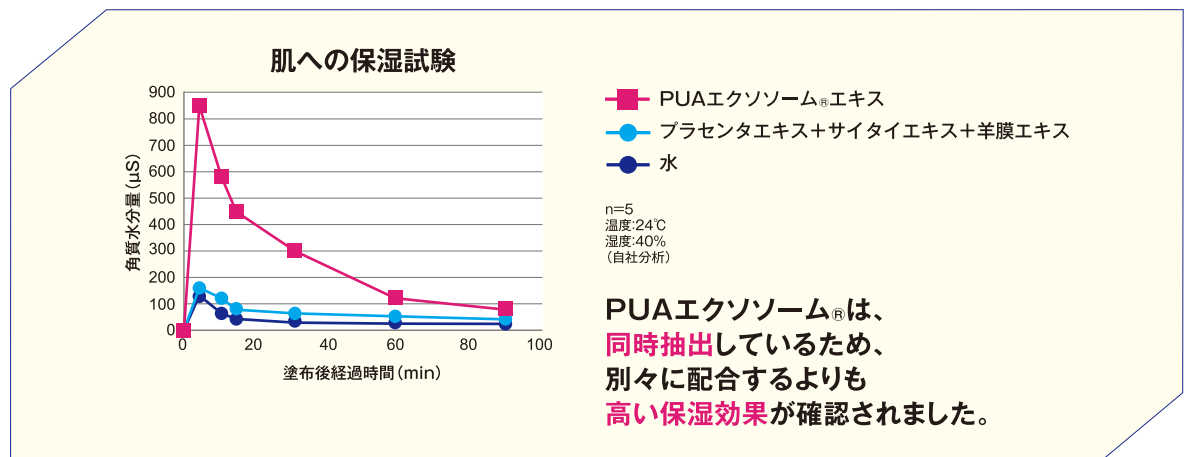 肌への保湿試験
900
800
700
600
500
400
300
200
100
0
角質水分量(μS)
0 20 40 60 80 100
塗布後経過時間(min)
PUAエクソソーム®エキス
プラセンタエキス+サイタイエキス+羊膜エキス
水
n=5
温度:24℃
湿度:40%
(自社分析)
PUAエクソソーム®は、
同時抽出しているため、
別々に配合するよりも
高い保湿効果が確認されました。